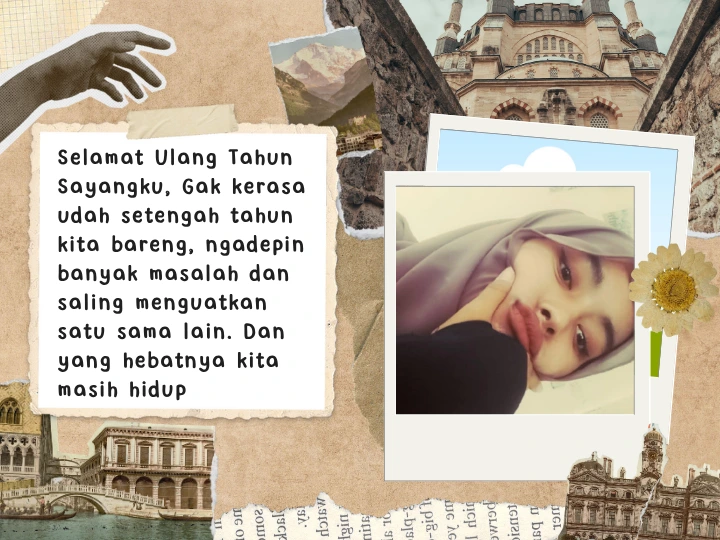 Selamat Ulang Tahun
Sayangku, Gak kerasa
udah setengah tahun
kita bareng, ngadepin
banyak masalah dan
saling menguatkan
satu sama lain. Dan
yang hebatnya kita
masih hidup